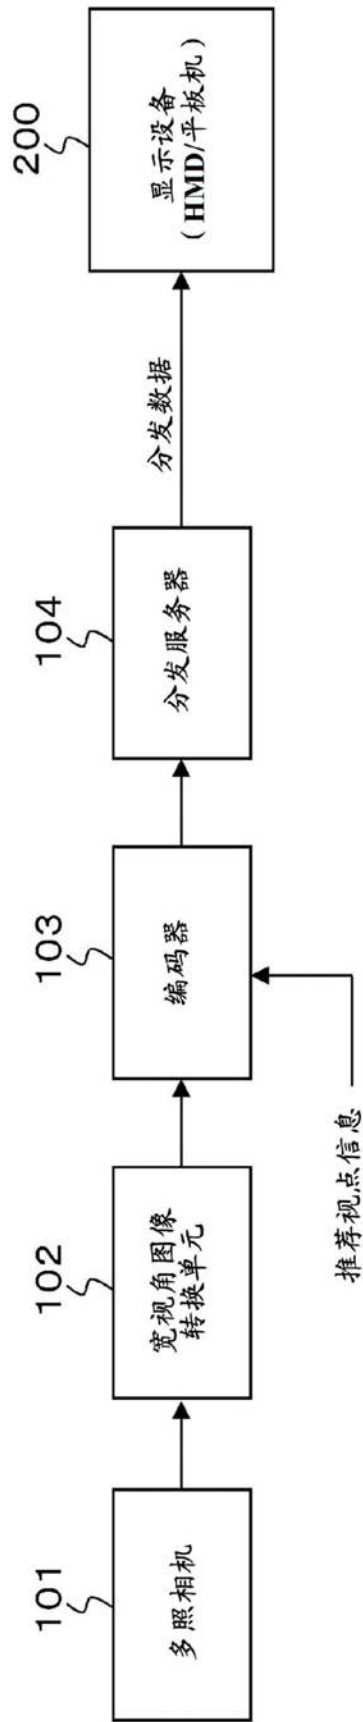 101
多照相机
102
宽视角图像
转换单元
103
编码器
推荐视点信息
104
分发服务器
分发数据
200
显示设备
(HMD/平板机)